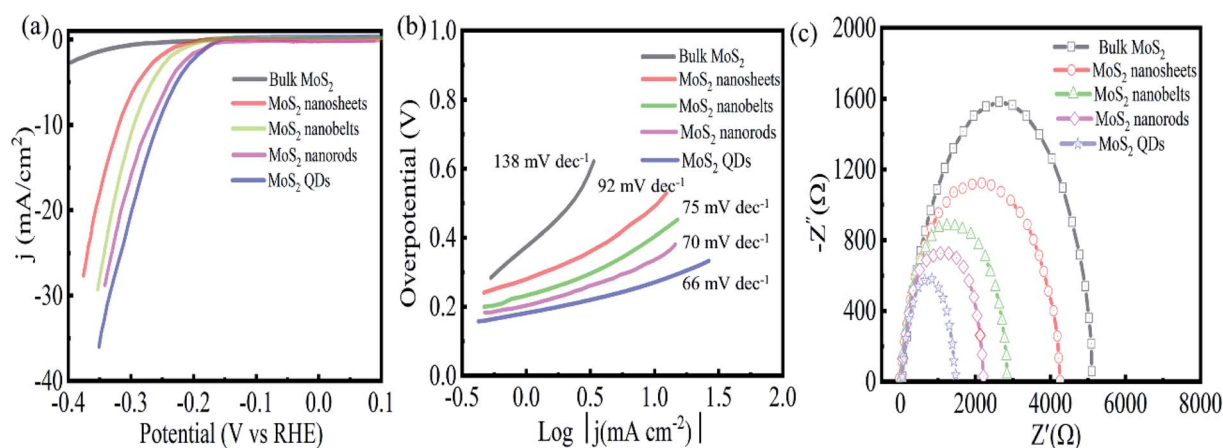 (a)
0
-10
-20
-30
-40
-0.4 -0.3 -0.2 -0.1 0.0 0.1
j (mA/cm²)
Potential (V vs RHE)
Bulk MoS₂
MoS₂ nanosheets
MoS₂ nanobelts
MoS₂ nanorods
MoS₂ QDs
(b)
1.0
0.8
0.6
0.4
0.2
0.0
-0.5 0.0 0.5 1.0 1.5 2.0
Overpotential (V)
Log |j(mA cm⁻²)|
Bulk MoS₂
MoS₂ nanosheets
MoS₂ nanobelts
MoS₂ nanorods
MoS₂ QDs
138 mV dec⁻¹
92 mV dec⁻¹
75 mV dec⁻¹
70 mV dec⁻¹
66 mV dec⁻¹
(c)
2000
1600
1200
800
400
0
0 2000 4000 6000 8000
-Z″(Ω)
Z′(Ω)
Bulk MoS₂
MoS₂ nanosheets
MoS₂ nanobelts
MoS₂ nanorods
MoS₂ QDs